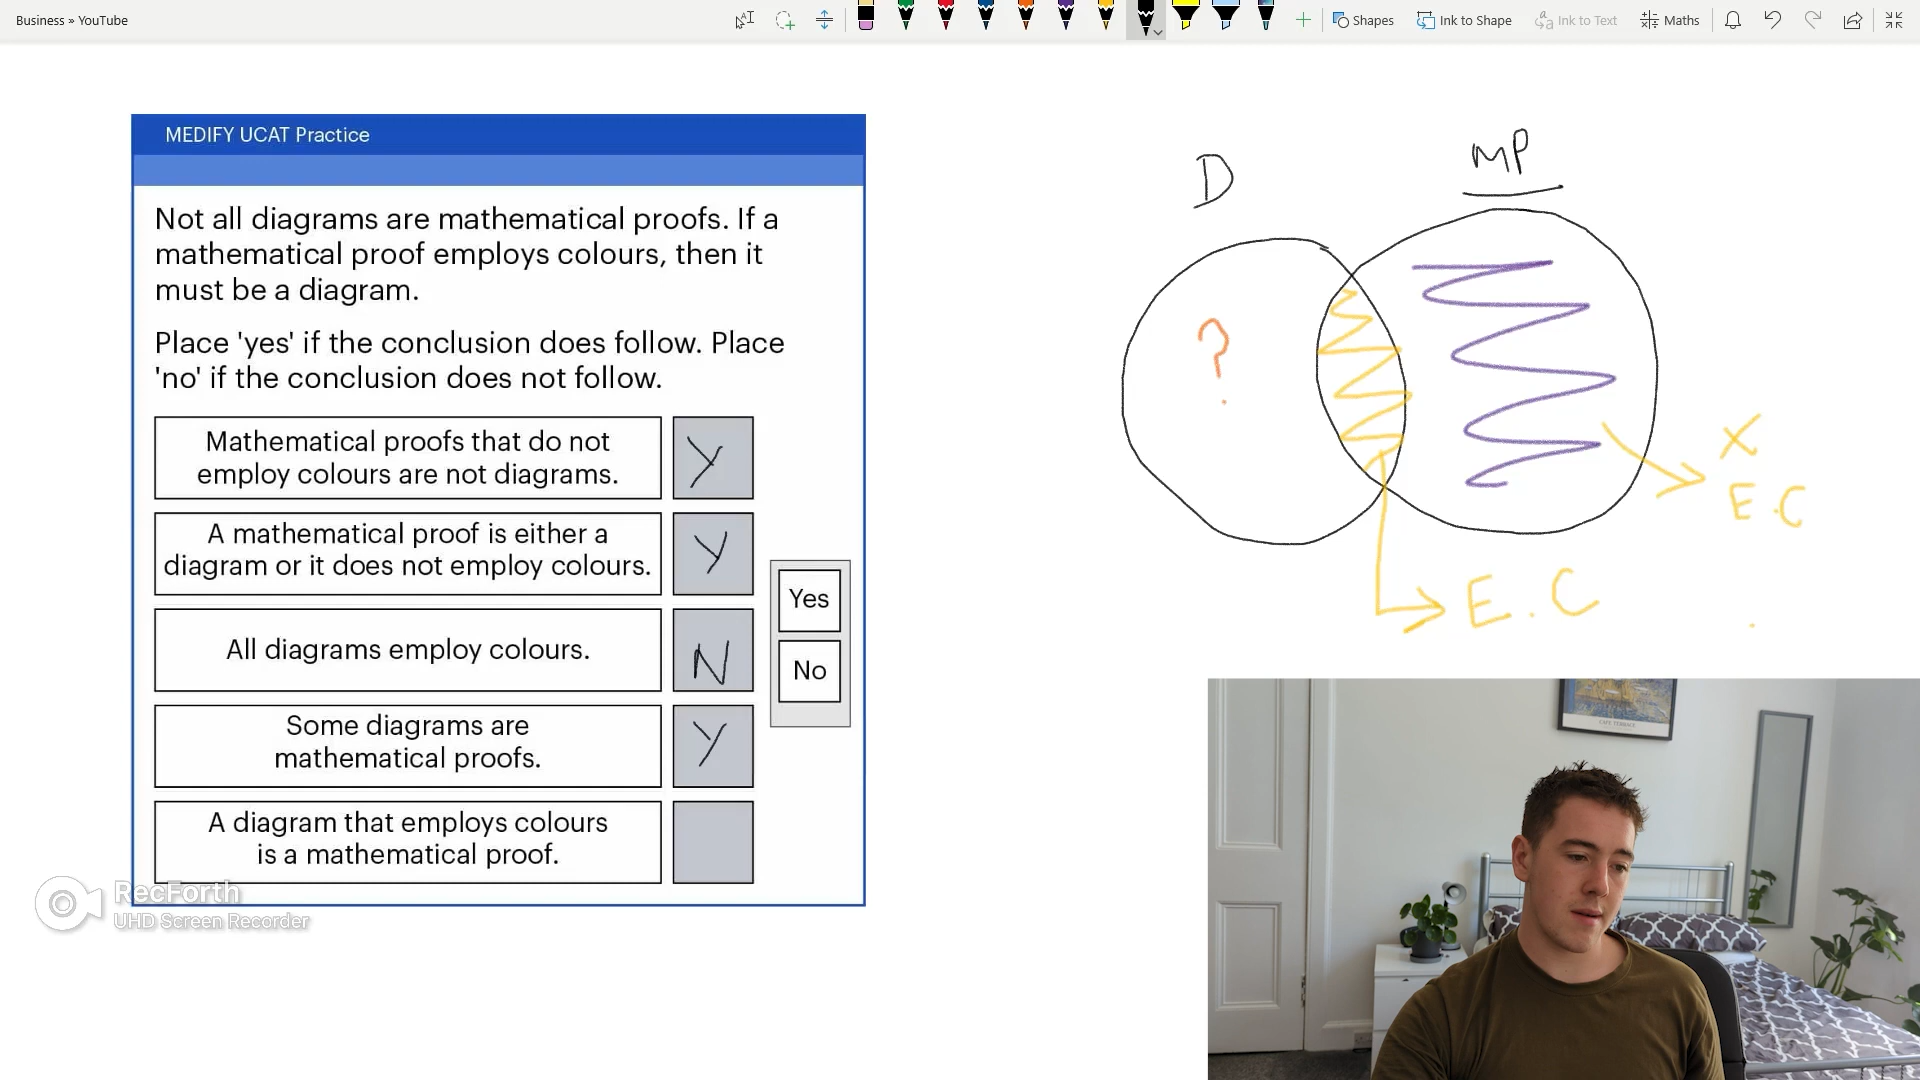 Business » YouTube
Shapes
Ink to Shape
Ink to Text
Maths
MEDIFY UCAT Practice
Not all diagrams are mathematical proofs. If a
mathematical proof employs colours, then it
must be a diagram.
Place 'yes' if the conclusion does follow. Place
'no' if the conclusion does not follow.
Mathematical proofs that do not
employ colours are not diagrams.
Y
A mathematical proof is either a
diagram or it does not employ colours.
Y
All diagrams employ colours.
N
Some diagrams are
mathematical proofs.
Y
A diagram that employs colours
is a mathematical proof.
Yes
No
RecForth
UHD Screen Recorder
D
MP
?
X
E.C
E.C
CAFE TERRACE